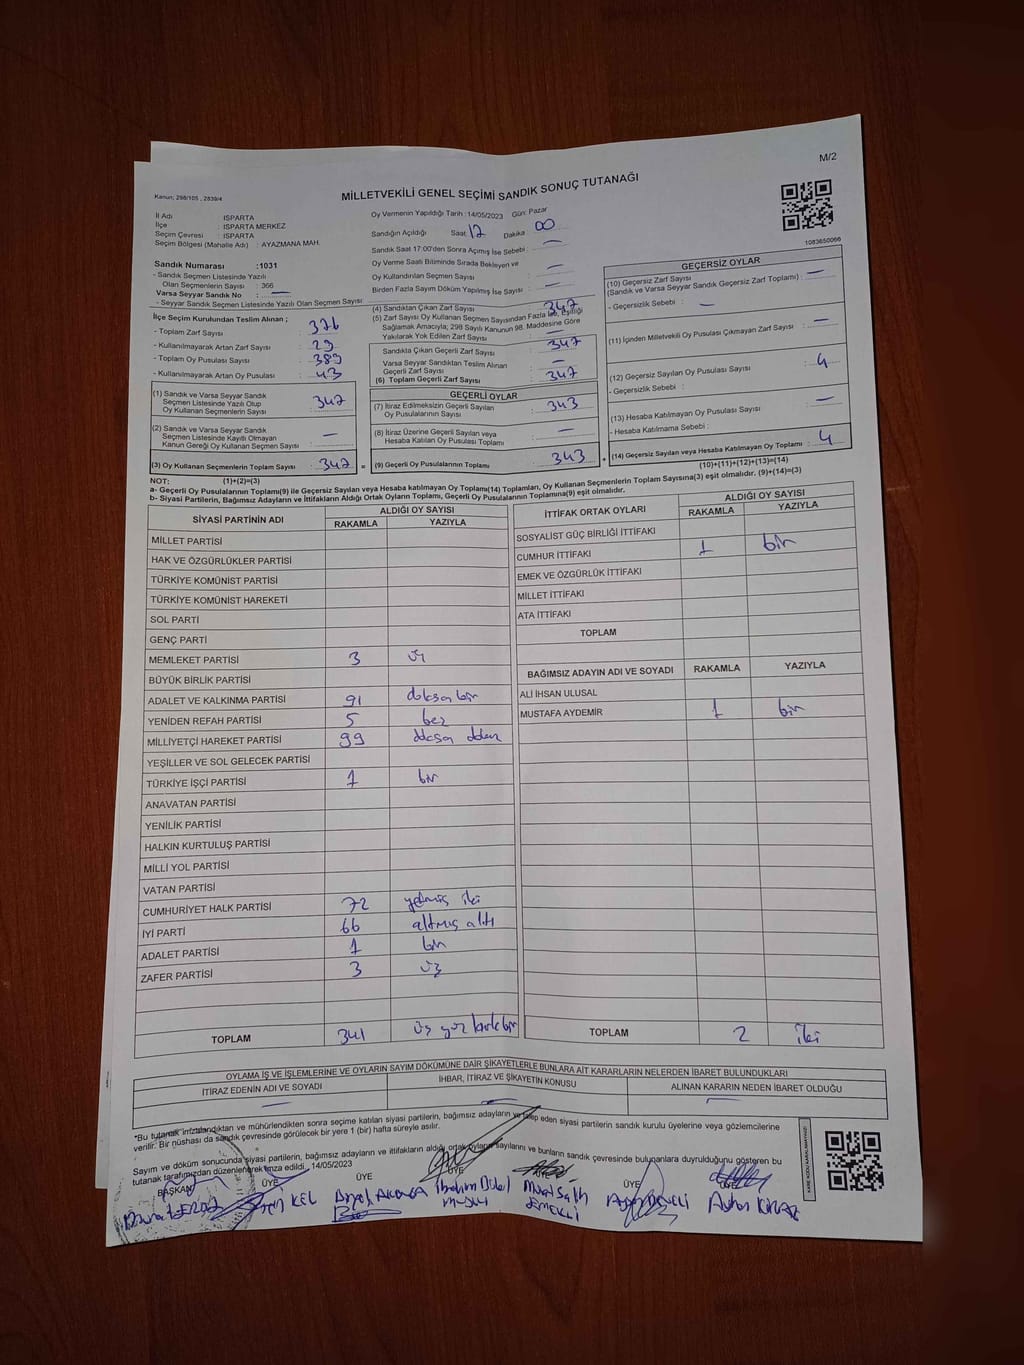 M/2
MİLLETVEKİLİ GENEL SEÇİMİ SANDIK SONUÇ TUTANAĞI
Kanun; 298/105 , 2839/4
İl Adı ISPARTA
İlçe : ISPARTA MERKEZ
Seçim Çevresi : ISPARTA
Seçim Bölgesi (Mahalle Adı) : AYAZMANA MAH.
Sandık Numarası :1031
- Sandık Seçmen Listesinde Yazılı
Olan Seçmenlerin Sayısı : 366
Varsa Seyyar Sandık No : —
- Seyyar Sandık Seçmen Listesinde Yazılı Olan Seçmen Sayısı
İlçe Seçim Kurulundan Teslim Alınan ;
- Toplam Zarf Sayısı : 376
- Kullanılmayarak Artan Zarf Sayısı : 29
- Toplam Oy Pusulası Sayısı : 389
- Kullanılmayarak Artan Oy Pusulası : 43
(1) Sandık ve Varsa Seyyar Sandık
Seçmen Listesinde Yazılı Olup
Oy Kullanan Seçmenlerin Sayısı : 347
(2) Sandık ve Varsa Seyyar Sandık
Seçmen Listesinde Kayıtlı Olmayan
Kanun Gereği Oy Kullanan Seçmen Sayısı : —
(3) Oy Kullanan Seçmenlerin Toplam Sayısı : 347 =
(1)+(2)=(3)
Oy Vermenin Yapıldığı Tarih : 14/05/2023 Gün: Pazar
Sandığın Açıldığı Saat 17 Dakika 00
Sandık Saat 17:00'den Sonra Açımış İse Sebebi : —
Oy Verme Saati Bitiminde Sırada Bekleyen ve
Oy Kullandırılan Seçmen Sayısı : —
Birden Fazla Sayım Döküm Yapılmış İse Sayısı : —
(4) Sandıktan Çıkan Zarf Sayısı : 347
(5) Zarf Sayısı Oy Kullanan Seçmen Sayısından Fazla İse, Eşitliği
Sağlamak Amacıyla; 298 Sayılı Kanunun 98. Maddesine Göre
Yakılarak Yok Edilen Zarf Sayısı : —
Sandıkta Çıkan Geçerli Zarf Sayısı : 347
Varsa Seyyar Sandıktan Teslim Alınan
Geçerli Zarf Sayısı : —
(6) Toplam Geçerli Zarf Sayısı : 347
GEÇERLİ OYLAR
(7) İtiraz Edilmeksizin Geçerli Sayılan
Oy Pusulalarının Sayısı : 343
(8) İtiraz Üzerine Geçerli Sayılan veya
Hesaba Katılan Oy Pusulası Toplamı : —
(9) Geçerli Oy Pusulalarının Toplamı : 343 +
1083650066
GEÇERSİZ OYLAR
(10) Geçersiz Zarf Sayısı
(Sandık ve Varsa Seyyar Sandık Geçersiz Zarf Toplamı) : —
- Geçersizlik Sebebi : —
(11) İçinden Milletvekili Oy Pusulası Çıkmayan Zarf Sayısı : —
(12) Geçersiz Sayılan Oy Pusulası Sayısı : 4
- Geçersizlik Sebebi :
(13) Hesaba Katılmayan Oy Pusulası Sayısı : —
- Hesaba Katılmama Sebebi :
(14) Geçersiz Sayılan veya Hesaba Katılmayan Oy Toplamı : 4
(10)+(11)+(12)+(13)=(14)
NOT:
a- Geçerli Oy Pusulalarının Toplamı(9) ile Geçersiz Sayılan veya Hesaba katılmayan Oy Toplamı(14) Toplamları, Oy Kullanan Seçmenlerin Toplam Sayısına(3) eşit olmalıdır. (9)+(14)=(3)
b- Siyasi Partilerin, Bağımsız Adayların ve İttifakların Aldığı Ortak Oyların Toplamı, Geçerli Oy Pusulalarının Toplamına(9) eşit olmalıdır.
SİYASİ PARTİNİN ADI ALDIĞI OY SAYISI
RAKAMLA YAZIYLA
MİLLET PARTİSİ
HAK VE ÖZGÜRLÜKLER PARTİSİ
TÜRKİYE KOMÜNİST PARTİSİ
TÜRKİYE KOMÜNİST HAREKETİ
SOL PARTİ
GENÇ PARTİ
MEMLEKET PARTİSİ 3 üç
BÜYÜK BİRLİK PARTİSİ
ADALET VE KALKINMA PARTİSİ 91 doksan bir
YENİDEN REFAH PARTİSİ 5 beş
MİLLİYETÇİ HAREKET PARTİSİ 99 doksan dokuz
YEŞİLLER VE SOL GELECEK PARTİSİ
TÜRKİYE İŞÇİ PARTİSİ 1 bir
ANAVATAN PARTİSİ
YENİLİK PARTİSİ
HALKIN KURTULUŞ PARTİSİ
MİLLİ YOL PARTİSİ
VATAN PARTİSİ
CUMHURİYET HALK PARTİSİ 72 yetmiş iki
İYİ PARTİ 66 altmış altı
ADALET PARTİSİ 1 bir
ZAFER PARTİSİ 3 üç
TOPLAM 341 üç yüz kırk bir
İTTİFAK ORTAK OYLARI ALDIĞI OY SAYISI
RAKAMLA YAZIYLA
SOSYALİST GÜÇ BİRLİĞİ İTTİFAKI
CUMHUR İTTİFAKI 1 bir
EMEK VE ÖZGÜRLÜK İTTİFAKI
MİLLET İTTİFAKI
ATA İTTİFAKI
TOPLAM
BAĞIMSIZ ADAYIN ADI VE SOYADI RAKAMLA YAZIYLA
ALİ İHSAN ULUSAL
MUSTAFA AYDEMİR 1 bir
TOPLAM 2 iki
OYLAMA İŞ VE İŞLEMLERİNE VE OYLARIN SAYIM DÖKÜMÜNE DAİR ŞİKAYETLERLE BUNLARA AİT KARARLARIN NELERDEN İBARET BULUNDUKLARI
İTİRAZ EDENİN ADI VE SOYADI İHBAR, İTİRAZ VE ŞİKAYETİN KONUSU ALINAN KARARIN NEDEN İBARET OLDUĞU
— — —
*Bu tutanak imzalandıktan ve mühürlendikten sonra seçime katılan siyasi partilerin, bağımsız adayların ve talep eden siyasi partilerin sandık kurulu üyelerine veya gözlemcilerine
verilir. Bir nüshası da sandık çevresinde görülecek bir yere 1 (bir) hafta süreyle asılır.
Sayım ve döküm sonucunda siyasi partilerin, bağımsız adayların ve ittifakların aldığı ortak oyların sayılarını ve bunların sandık çevresinde bulunanlara duyurulduğunu gösteren bu
tutanak tarafımızdan düzenlenerek imza edildi. 14/05/2023
BAŞKAN ÜYE ÜYE ÜYE ÜYE ÜYE
KEL